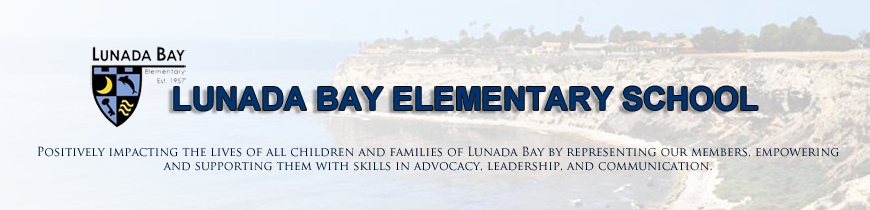 LUNADA BAY
Elementary
Est. 1957
LUNADA BAY ELEMENTARY SCHOOL
POSITIVELY IMPACTING THE LIVES OF ALL CHILDREN AND FAMILIES OF LUNADA BAY BY REPRESENTING OUR MEMBERS, EMPOWERING
AND SUPPORTING THEM WITH SKILLS IN ADVOCACY, LEADERSHIP, AND COMMUNICATION.